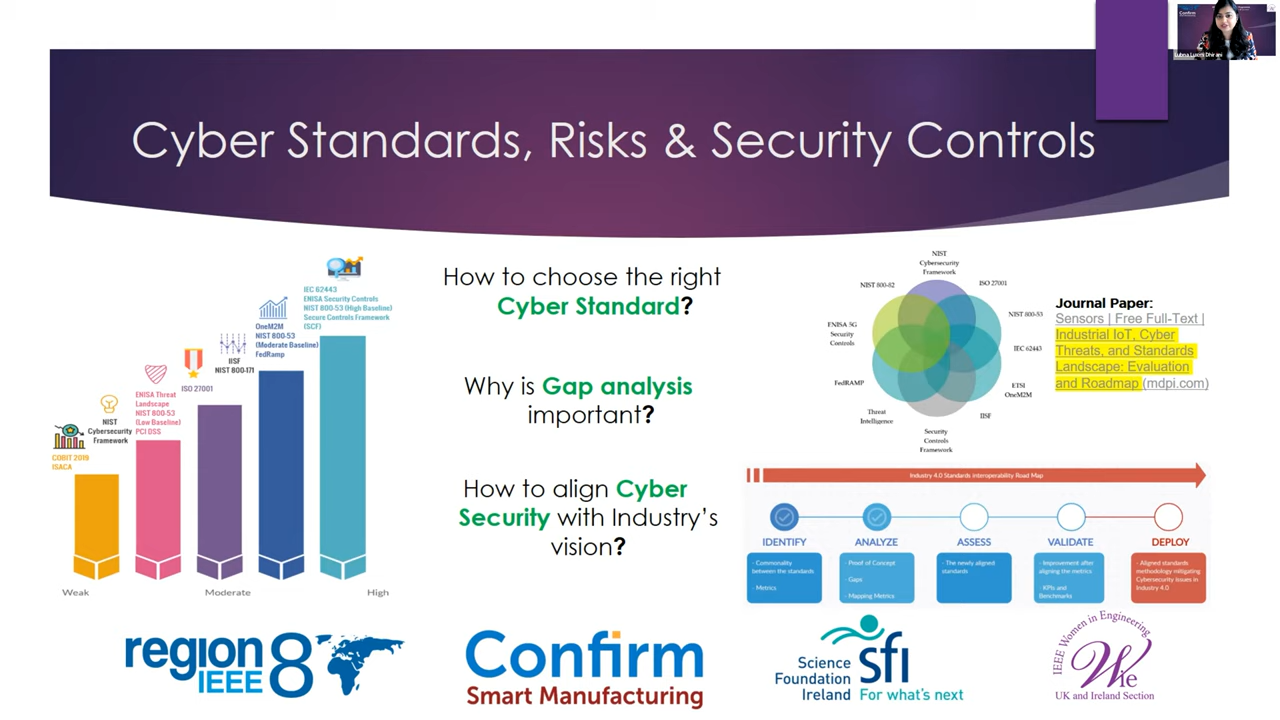 Confirm
Lubna Luxmi Dhirani
Cyber Standards, Risks & Security Controls
IEC 62443
ENISA Security Controls
NIST 800-53 (High Baseline)
Secure Controls Framework
(SCF)
OneM2M
NIST 800-53
(Moderate Baseline)
FedRamp
IISF
NIST 800-171
ISO 27001
ENISA Threat
Landscape
NIST 800-53
(Low Baseline)
PCI DSS
NIST
Cybersecurity
Framework
COBIT 2019
ISACA
Weak
Moderate
High
How to choose the right
Cyber Standard?
Why is Gap analysis
important?
How to align Cyber
Security with Industry's
vision?
NIST
Cybersecurity
Framework
NIST 800-82
ISO 27001
NIST 800-53
ENISA 5G
Security
Controls
IEC 62443
FedRAMP
ETSI
OneM2M
Threat
Intelligence
IISF
Security
Controls
Framework
Journal Paper:
Sensors | Free Full-Text |
Industrial IoT, Cyber
Threats, and Standards
Landscape: Evaluation
and Roadmap (mdpi.com)
Industry 4.0 Standards interoperability Road Map
IDENTIFY
ANALYZE
ASSESS
VALIDATE
DEPLOY
- Commonality
between the standards
- Metrics
- Proof of Concept
- Gaps
- Mapping Metrics
- The newly aligned
standards
- Improvement after
aligning the metrics
- KPIs and
Benchmarks
- Aligned standards
methodology mitigating
Cybersecurity issues in
Industry 4.0
region 8
IEEE
Confirm
Smart Manufacturing
Science
Foundation
Ireland
sfi
For what's next
IEEE Women in Engineering
WIE
UK and Ireland Section